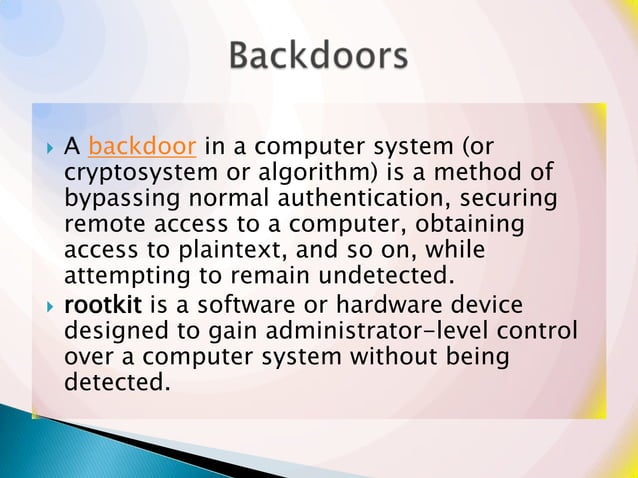 Backdoors
A backdoor in a computer system (or
cryptosystem or algorithm) is a method of
bypassing normal authentication, securing
remote access to a computer, obtaining
access to plaintext, and so on, while
attempting to remain undetected.
rootkit is a software or hardware device
designed to gain administrator-level control
over a computer system without being
detected.